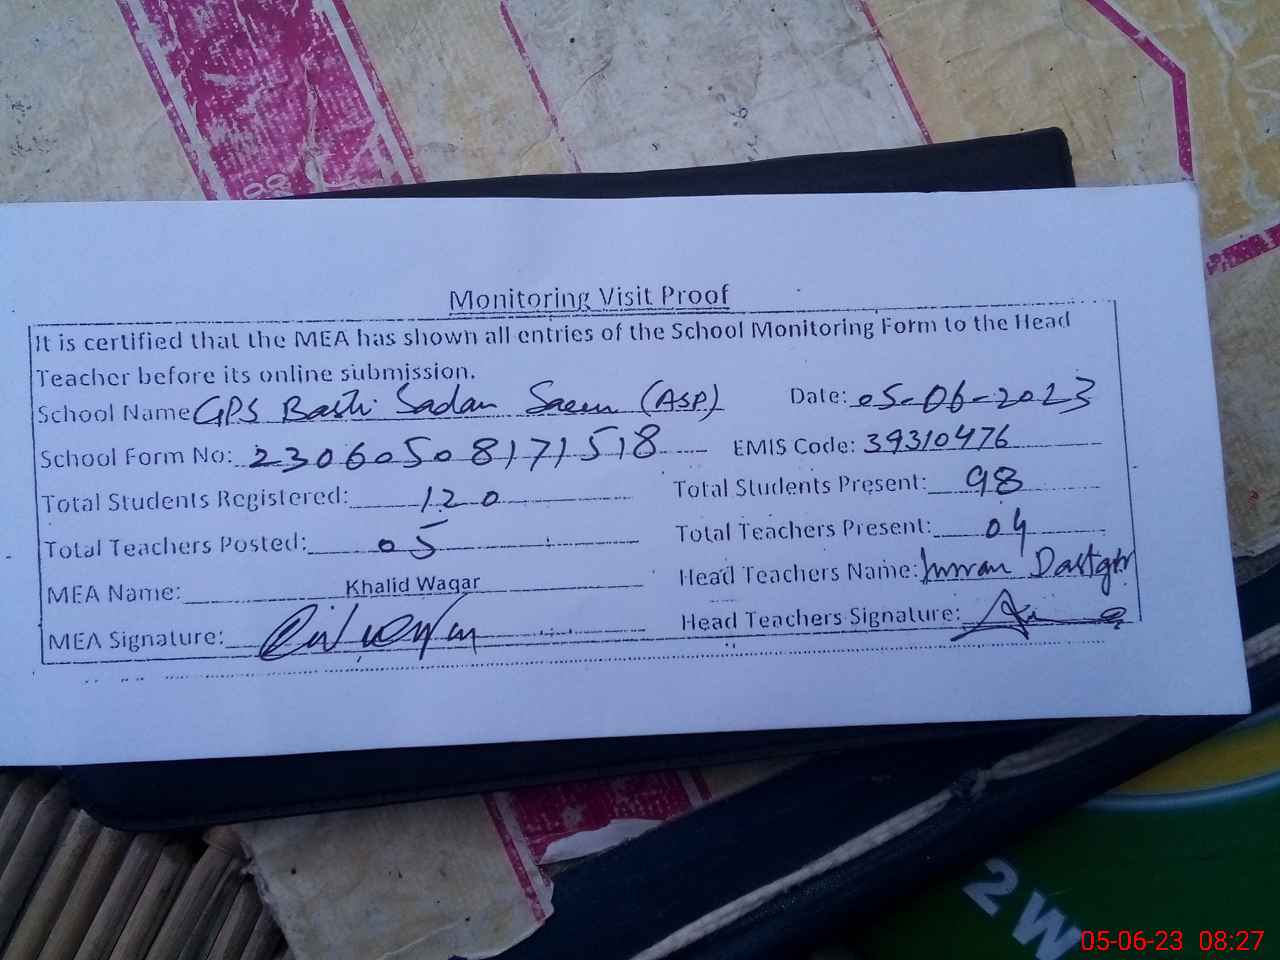 Monitoring Visit Proof
It is certified that the MEA has shown all entries of the School Monitoring Form to the Head
Teacher before its online submission.
School Name GPS Basti Sadan Saeen (ASP) Date: 05-06-2023
School Form No: 23060508171518 EMIS Code: 39310476
Total Students Registered: 120 Total Students Present: 98
Total Teachers Posted: 05 Total Teachers Present: 04
MEA Name: Khalid Waqar Head Teachers Name: Imran Dastgir
MEA Signature: Head Teachers Signature:
2 W
05-06-23 08:27